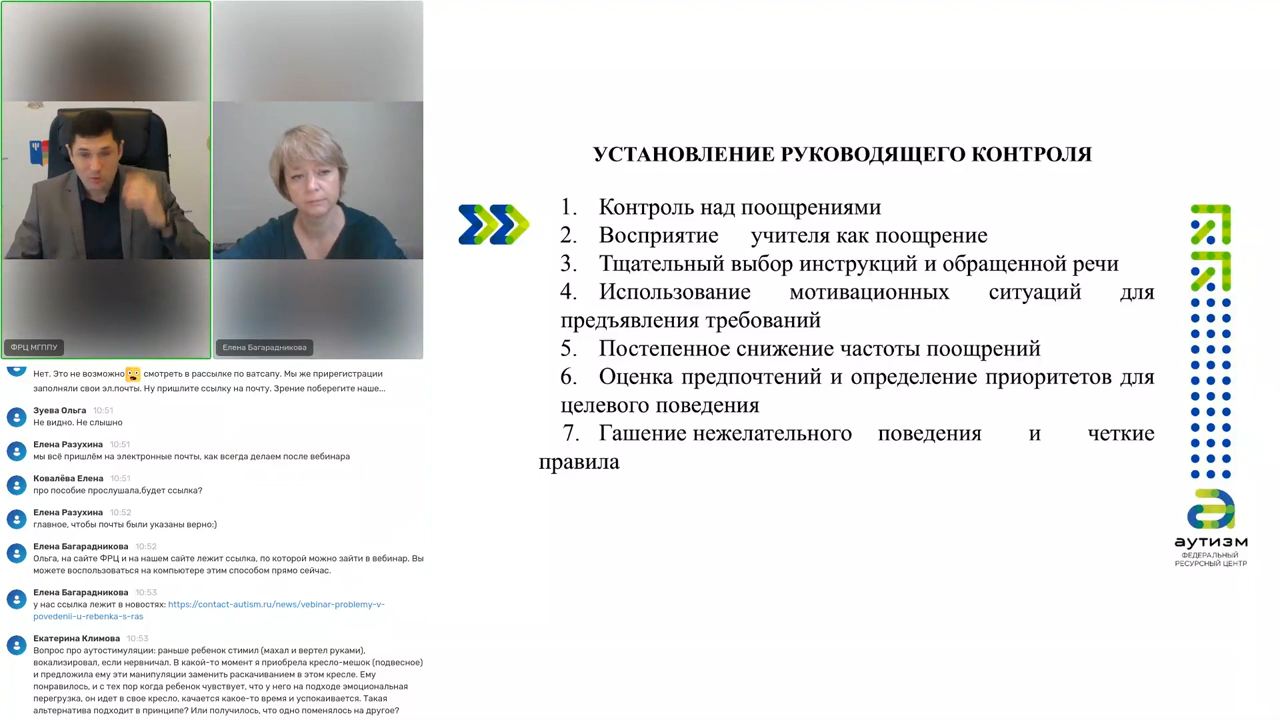 ФРЦ МГППУ
Елена Багарадникова
Нет. Это не возможно смотреть в рассылке по ватсапу. Мы же прирегистрации
заполняли свои эл.почты. Ну пришлите ссылку на почту. Зрение поберегите наше...
Зуева Ольга 10:51
Не видно. Не слышно
Елена Разухина 10:51
мы всё пришлём на электронные почты, как всегда делаем после вебинара
Ковалёва Елена 10:51
про пособие прослушала,будет ссылка?
Елена Разухина 10:52
главное, чтобы почты были указаны верно:)
Елена Багарадникова 10:52
Ольга, на сайте ФРЦ и на нашем сайте лежит ссылка, по которой можно зайти в вебинар. Вы
можете воспользоваться на компьютере этим способом прямо сейчас.
Елена Багарадникова 10:53
у нас ссылка лежит в новостях: https://contact-autism.ru/news/vebinar-problemy-v-
povedenii-u-rebenka-s-ras
Екатерина Климова 10:53
Вопрос про аутостимуляции: раньше ребенок стимил (махал и вертел руками),
вокализировал, если нервничал. В какой-то момент я приобрела кресло-мешок (подвесное)
и предложила ему эти манипуляции заменить раскачиванием в этом кресле. Ему
понравилось, и с тех пор когда ребенок чувствует, что у него на подходе эмоциональная
перегрузка, он идет в свое кресло, качается какое-то время и успокаивается. Такая
альтернатива подходит в принципе? Или получилось, что одно поменялось на другое?
УСТАНОВЛЕНИЕ РУКОВОДЯЩЕГО КОНТРОЛЯ
1. Контроль над поощрениями
2. Восприятие учителя как поощрение
3. Тщательный выбор инструкций и обращенной речи
4. Использование мотивационных ситуаций для
предъявления требований
5. Постепенное снижение частоты поощрений
6. Оценка предпочтений и определение приоритетов для
целевого поведения
7. Гашение нежелательного поведения и четкие
правила
аутизм
ФЕДЕРАЛЬНЫЙ
РЕСУРСНЫЙ ЦЕНТР